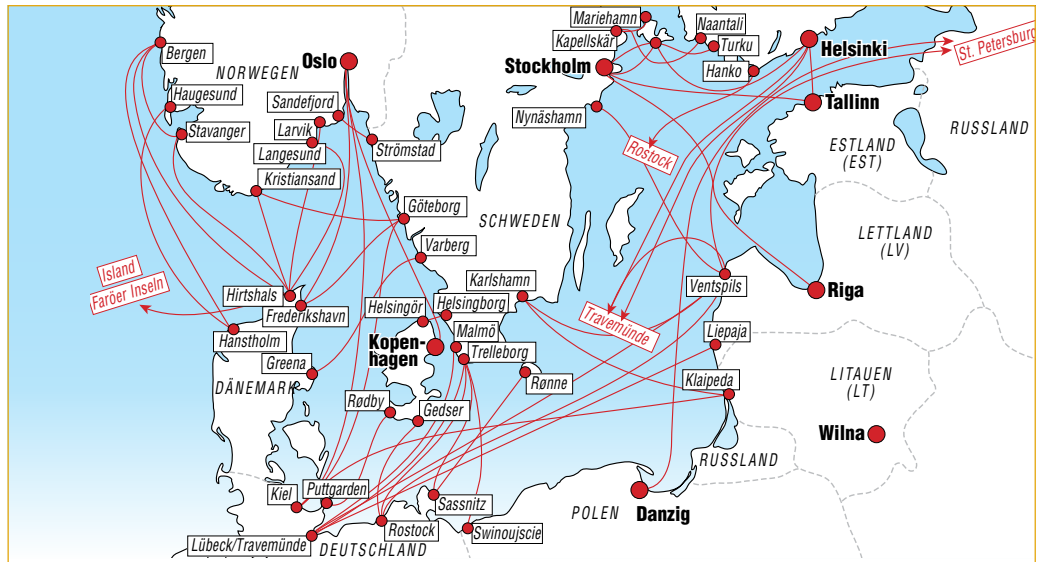 Mariehamn
Naantali
Bergen
Kapellskär
Turku
Helsinki
St. Petersburg
Oslo
NORWEGEN
Stockholm
Hanko
Haugesund
Sandefjord
Nynäshamn
Tallinn
Stavanger
Larvik
RUSSLAND
Langesund
Strömstad
Rostock
ESTLAND
(EST)
Kristiansand
Göteborg
SCHWEDEN
LETTLAND
(LV)
Varberg
Island
Faröer Inseln
Karlshamn
Ventspils
Hirtshals
Riga
Frederikshavn
Helsingör
Helsingborg
Travemünde
Hanstholm
Kopen-
hagen
Malmö
Trelleborg
Liepaja
Greena
DÄNEMARK
Rønne
Klaipeda
LITAUEN
(LT)
Rødby
Gedser
Wilna
RUSSLAND
Kiel
Puttgarden
Sassnitz
POLEN
Danzig
Rostock
Swinoujscie
Lübeck/Travemünde
DEUTSCHLAND